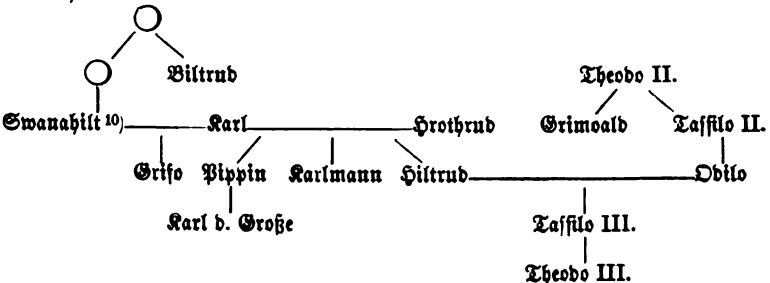 Biltrud Theodo II.
Swanahilt 10) Karl Hrothrud Grimoald Tassilo II.
Grifo Pippin Karlmann Hiltrud Odilo
Karl d. Große Tassilo III.
Theodo III.